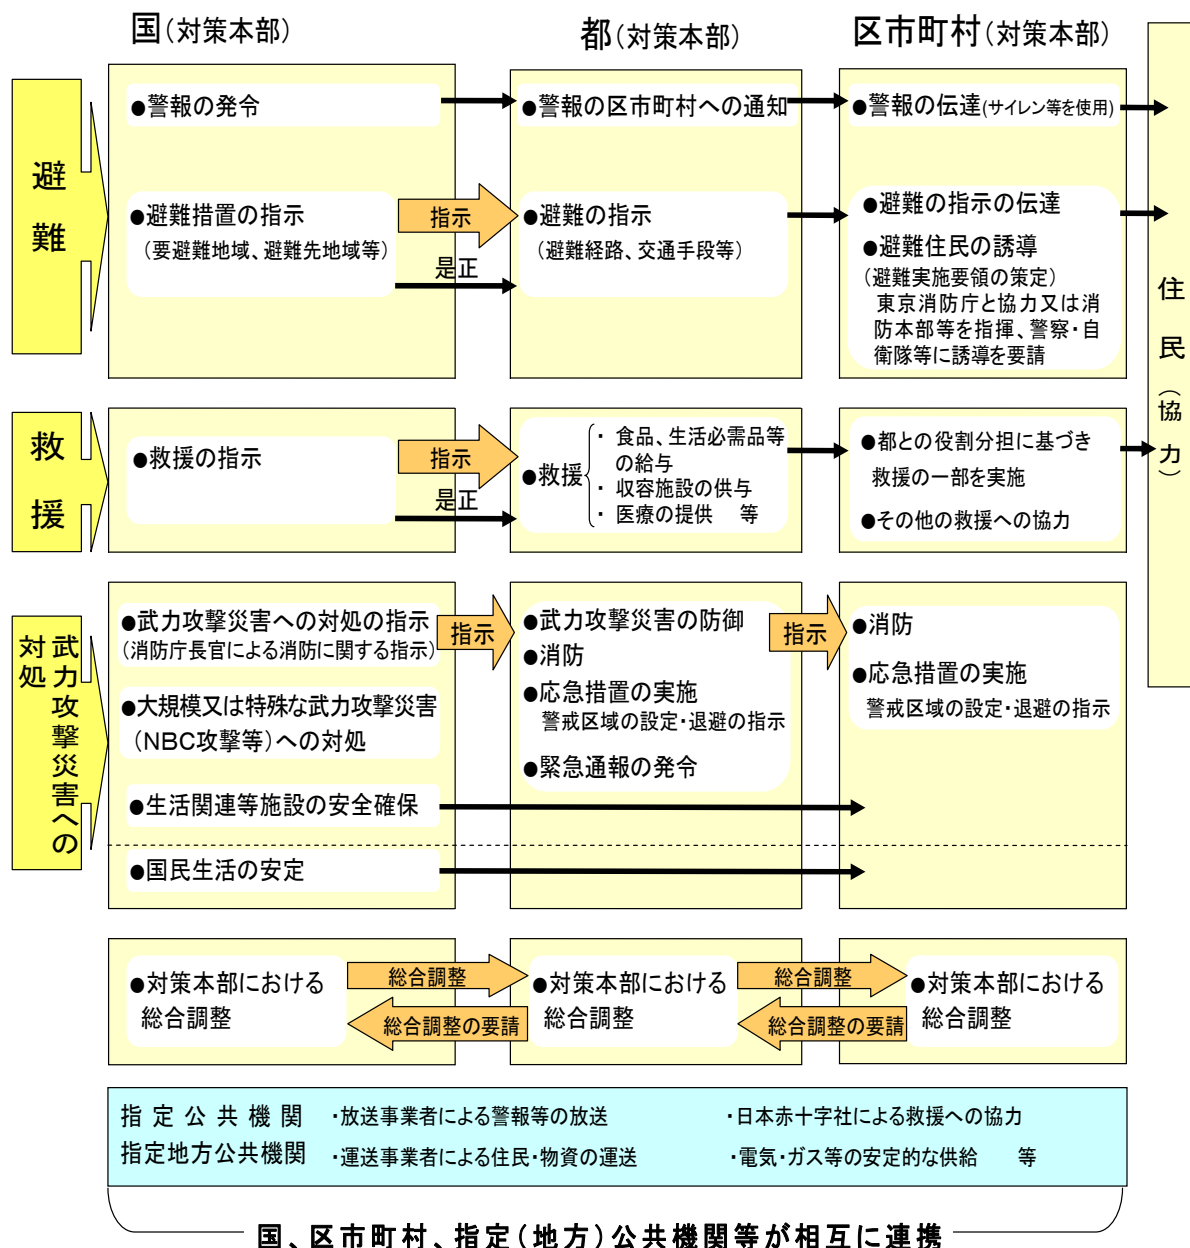 国(対策本部)
都(対策本部)
区市町村(対策本部)
避難
●警報の発令
●警報の区市町村への通知
●警報の伝達(サイレン等を使用)
●避難措置の指示
(要避難地域、避難先地域等)
指示
是正
●避難の指示
(避難経路、交通手段等)
●避難の指示の伝達
●避難住民の誘導
(避難実施要領の策定)
東京消防庁と協力又は消
防本部等を指揮、警察・自
衛隊等に誘導を要請
住民(協力)
救援
●救援の指示
指示
是正
●救援
・ 食品、生活必需品等
の給与
・ 収容施設の供与
・ 医療の提供 等
●都との役割分担に基づき
救援の一部を実施
●その他の救援への協力
武力攻撃災害への
対処
●武力攻撃災害への対処の指示
(消防庁長官による消防に関する指示)
指示
●大規模又は特殊な武力攻撃災害
(NBC攻撃等)への対処
●生活関連等施設の安全確保
●国民生活の安定
●武力攻撃災害の防御
●消防
●応急措置の実施
警戒区域の設定・退避の指示
●緊急通報の発令
指示
●消防
●応急措置の実施
警戒区域の設定・退避の指示
●対策本部における
総合調整
総合調整
総合調整の要請
●対策本部における
総合調整
総合調整
総合調整の要請
●対策本部における
総合調整
指定公共機関
指定地方公共機関
・放送事業者による警報等の放送
・日本赤十字社による救援への協力
・運送事業者による住民・物資の運送
・電気・ガス等の安定的な供給 等
国、区市町村、指定(地方)公共機関等が相互に連携